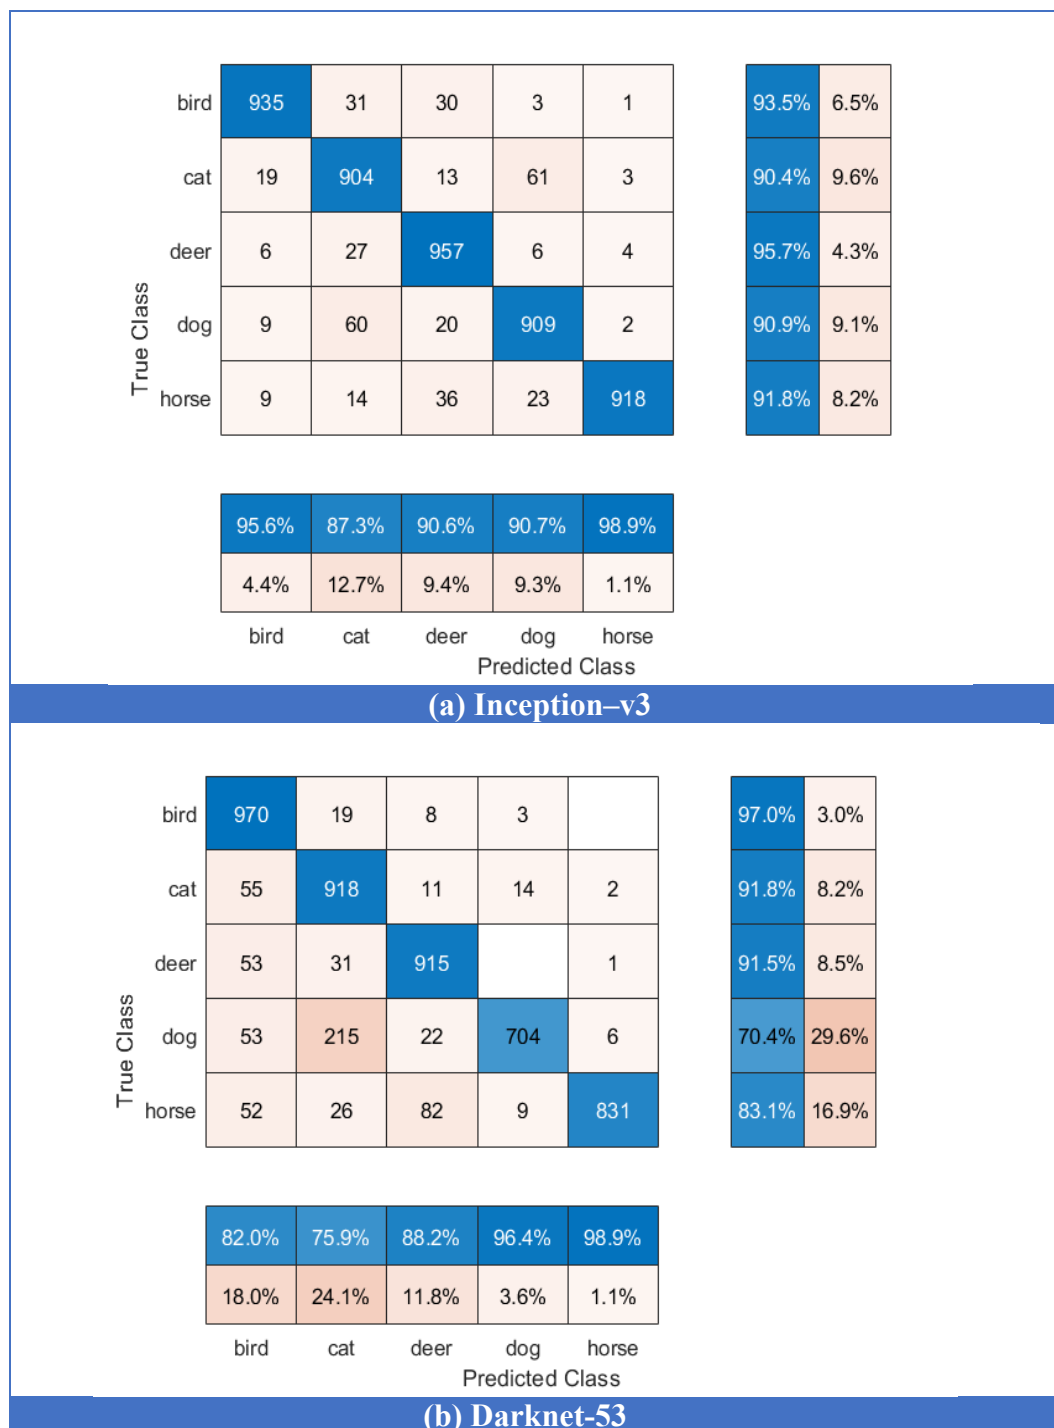 bird 935 31 30 3 1 93.5% 6.5%
cat 19 904 13 61 3 90.4% 9.6%
deer 6 27 957 6 4 95.7% 4.3%
dog 9 60 20 909 2 90.9% 9.1%
horse 9 14 36 23 918 91.8% 8.2%
True Class
95.6% 87.3% 90.6% 90.7% 98.9%
4.4% 12.7% 9.4% 9.3% 1.1%
bird cat deer dog horse
Predicted Class
(a) Inception–v3
bird 970 19 8 3 97.0% 3.0%
cat 55 918 11 14 2 91.8% 8.2%
deer 53 31 915 1 91.5% 8.5%
dog 53 215 22 704 6 70.4% 29.6%
horse 52 26 82 9 831 83.1% 16.9%
True Class
82.0% 75.9% 88.2% 96.4% 98.9%
18.0% 24.1% 11.8% 3.6% 1.1%
bird cat deer dog horse
Predicted Class
(b) Darknet-53